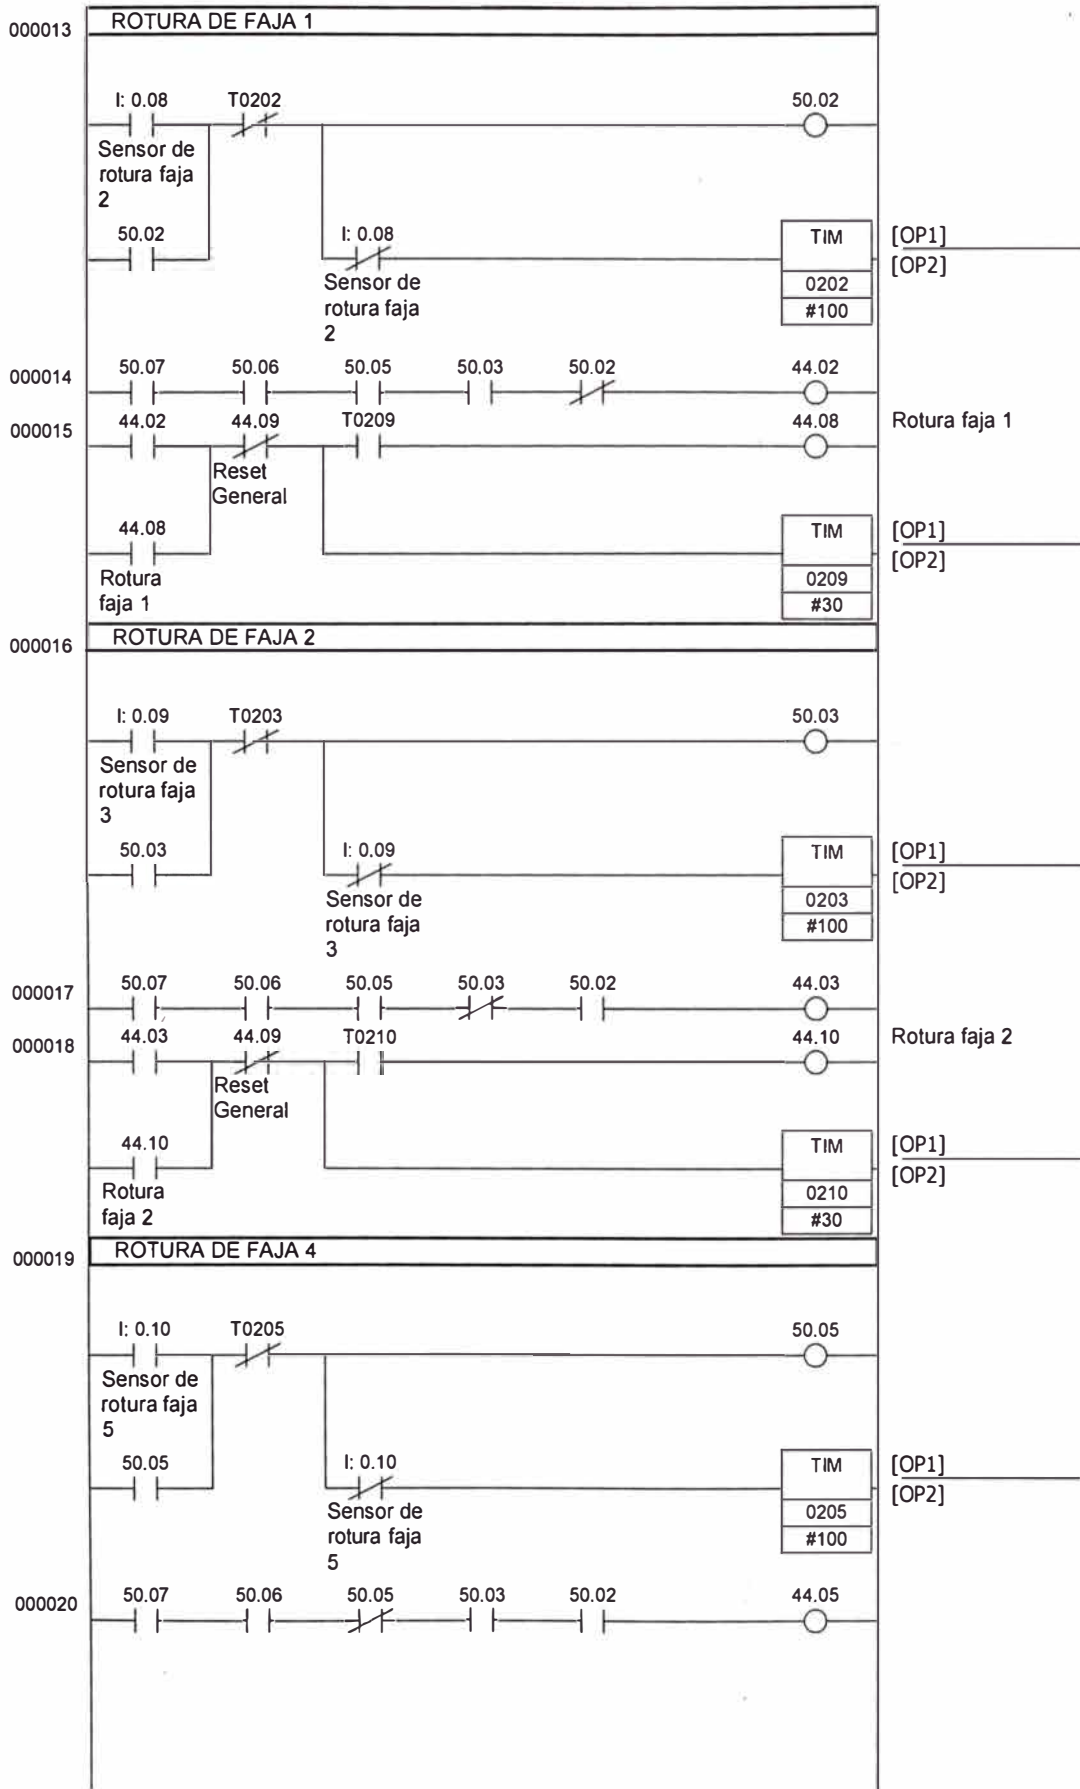 000013 ROTURA DE FAJA 1
I: 0.08 T0202 50.02
Sensor de
rotura faja
2
50.02 I: 0.08 TIM [OP1]
[OP2]
Sensor de
rotura faja
2
0202
#100
000014 50.07 50.06 50.05 50.03 50.02 44.02
000015 44.02 44.09 T0209 44.08 Rotura faja 1
Reset
General
44.08 TIM [OP1]
[OP2]
Rotura
faja 1
0209
#30
000016 ROTURA DE FAJA 2
I: 0.09 T0203 50.03
Sensor de
rotura faja
3
50.03 I: 0.09 TIM [OP1]
[OP2]
Sensor de
rotura faja
3
0203
#100
000017 50.07 50.06 50.05 50.03 50.02 44.03
000018 44.03 44.09 T0210 44.10 Rotura faja 2
Reset
General
44.10 TIM [OP1]
[OP2]
Rotura
faja 2
0210
#30
000019 ROTURA DE FAJA 4
I: 0.10 T0205 50.05
Sensor de
rotura faja
5
50.05 I: 0.10 TIM [OP1]
[OP2]
Sensor de
rotura faja
5
0205
#100
000020 50.07 50.06 50.05 50.03 50.02 44.05